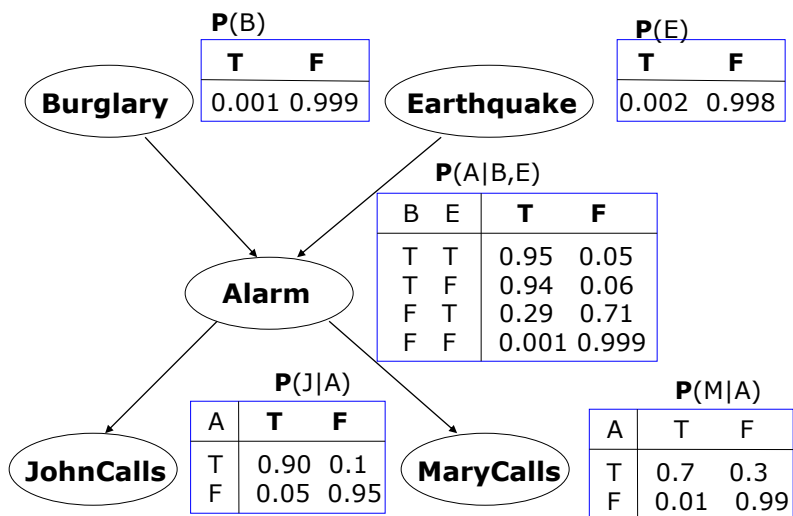 P(B)
T F
0.001 0.999
Burglary
P(E)
T F
0.002 0.998
Earthquake
P(A|B,E)
B E T F
T T 0.95 0.05
T F 0.94 0.06
F T 0.29 0.71
F F 0.001 0.999
Alarm
P(J|A)
A T F
T 0.90 0.1
F 0.05 0.95
JohnCalls
P(M|A)
A T F
T 0.7 0.3
F 0.01 0.99
MaryCalls